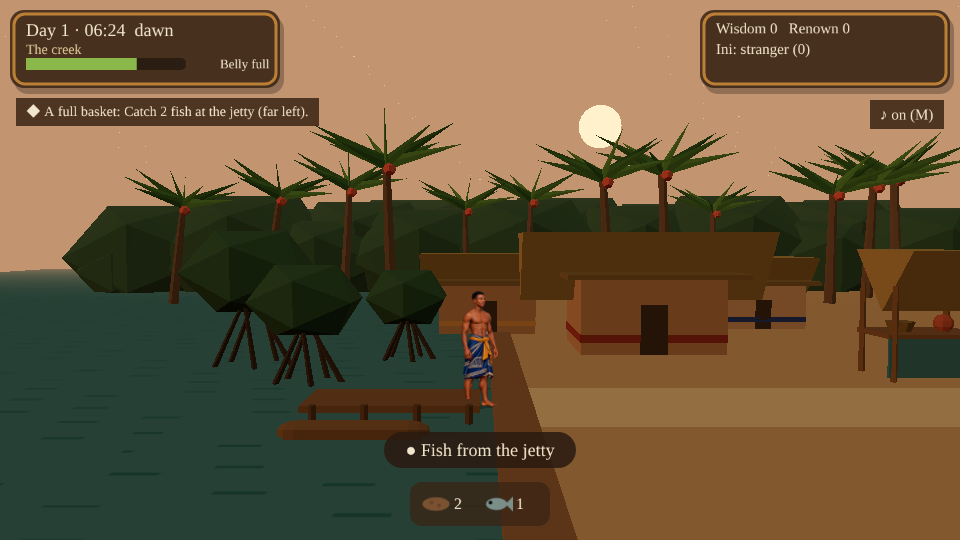 Day 1 · 06:24 dawn
The creek
Belly full
◆ A full basket: Catch 2 fish at the jetty (far left).
Wisdom 0 Renown 0
Ini: stranger (0)
♪ on (M)
● Fish from the jetty
2 1